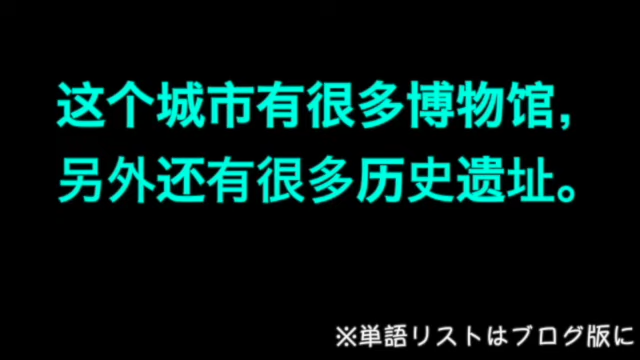 这个城市有很多博物馆,
另外还有很多历史遗址。
※単語リストはブログ版に